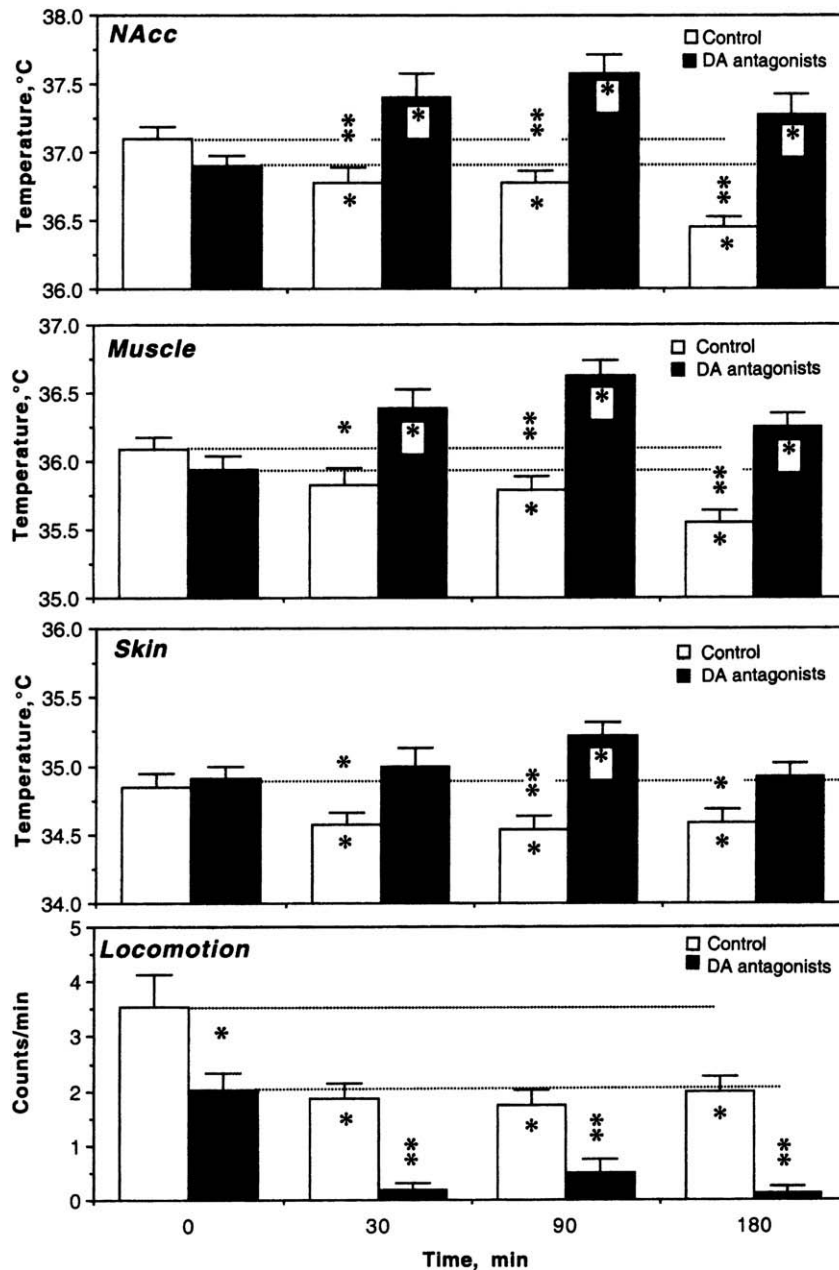 38.0
NAcc
Control
DA antagonists
37.5
37.0
36.5
36.0
Temperature,°C
* * * * * * * * * * * *
37.0
Muscle
Control
DA antagonists
36.5
36.0
35.5
35.0
Temperature,°C
* * * * * * * * * *
36.0
Skin
Control
DA antagonists
35.5
35.0
34.5
34.0
Temperature,°C
* * * * * * * *
5
Locomotion
Control
DA antagonists
4
3
2
1
0
Counts/min
* * * * * * * * * *
0 30 90 180
Time, min